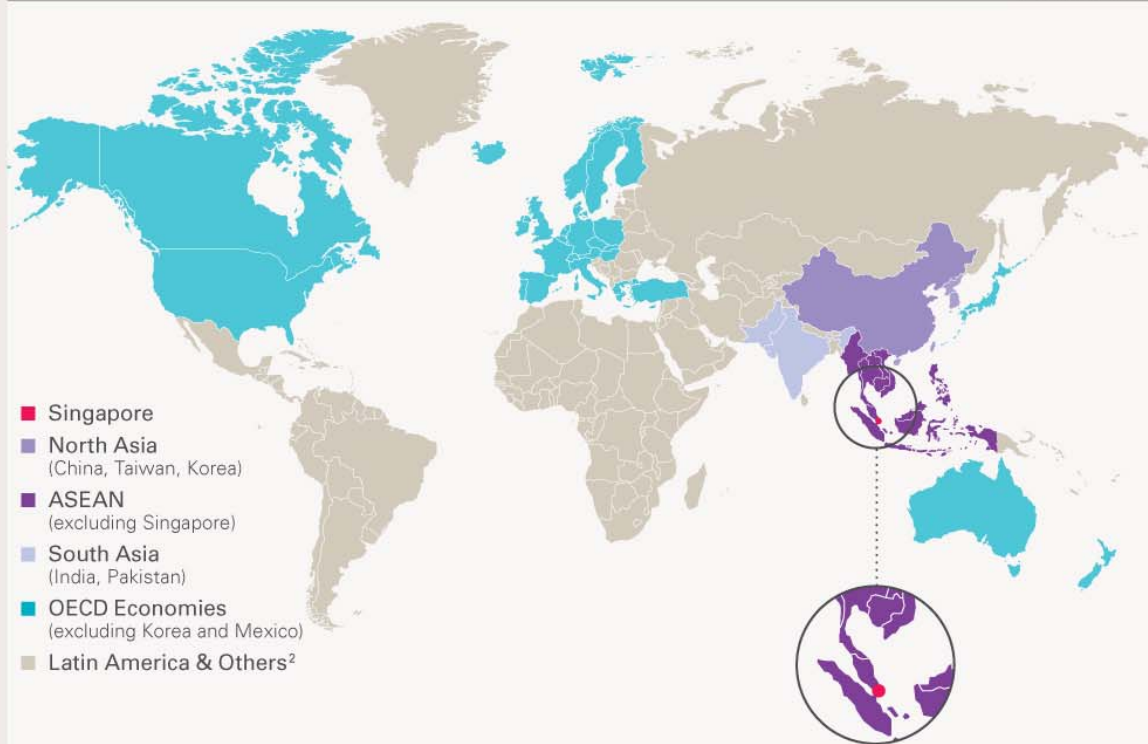 Singapore
North Asia
(China, Taiwan, Korea)
ASEAN
(excluding Singapore)
South Asia
(India, Pakistan)
OECD Economies
(excluding Korea and Mexico)
Latin America & Others²